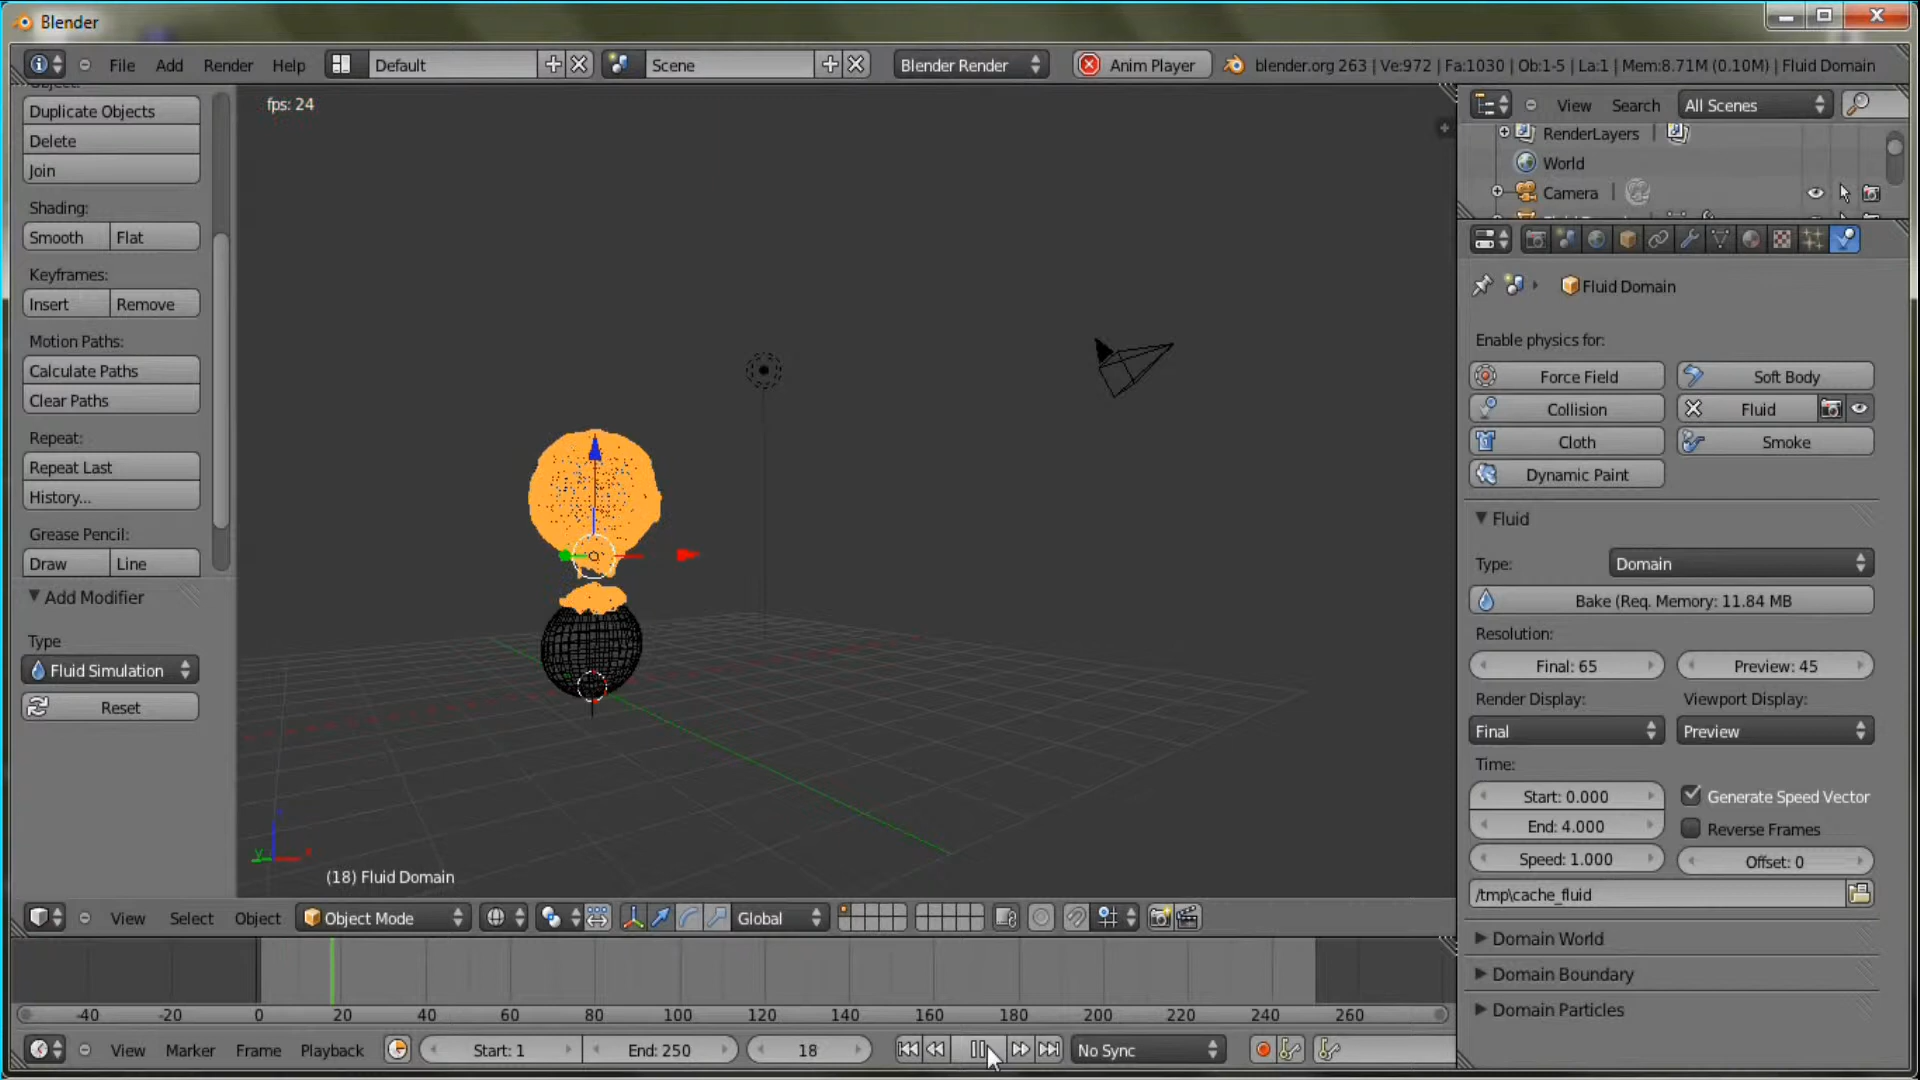 Blender
File Add Render Help Default Scene Blender Render Anim Player blender.org 263 | Ve:972 | Fa:1030 | Ob:1-5 | La:1 | Mem:8.71M (0.10M) | Fluid Domain
fps: 24
Duplicate Objects
Delete
Join
Shading:
Smooth Flat
Keyframes:
Insert Remove
Motion Paths:
Calculate Paths
Clear Paths
Repeat:
Repeat Last
History...
Grease Pencil:
Draw Line
Add Modifier
Type
Fluid Simulation
Reset
(18) Fluid Domain
View Select Object Object Mode Global
-40 -20 0 20 40 60 80 100 120 140 160 180 200 220 240 260
View Marker Frame Playback Start: 1 End: 250 18 No Sync
View Search All Scenes
RenderLayers
World
Camera
Fluid Domain
Enable physics for:
Force Field Soft Body
Collision Fluid
Cloth Smoke
Dynamic Paint
Fluid
Type: Domain
Bake (Req. Memory: 11.84 MB
Resolution:
Final: 65 Preview: 45
Render Display: Viewport Display:
Final Preview
Time:
Start: 0.000 Generate Speed Vector
End: 4.000 Reverse Frames
Speed: 1.000 Offset: 0
/tmp\cache_fluid
Domain World
Domain Boundary
Domain Particles